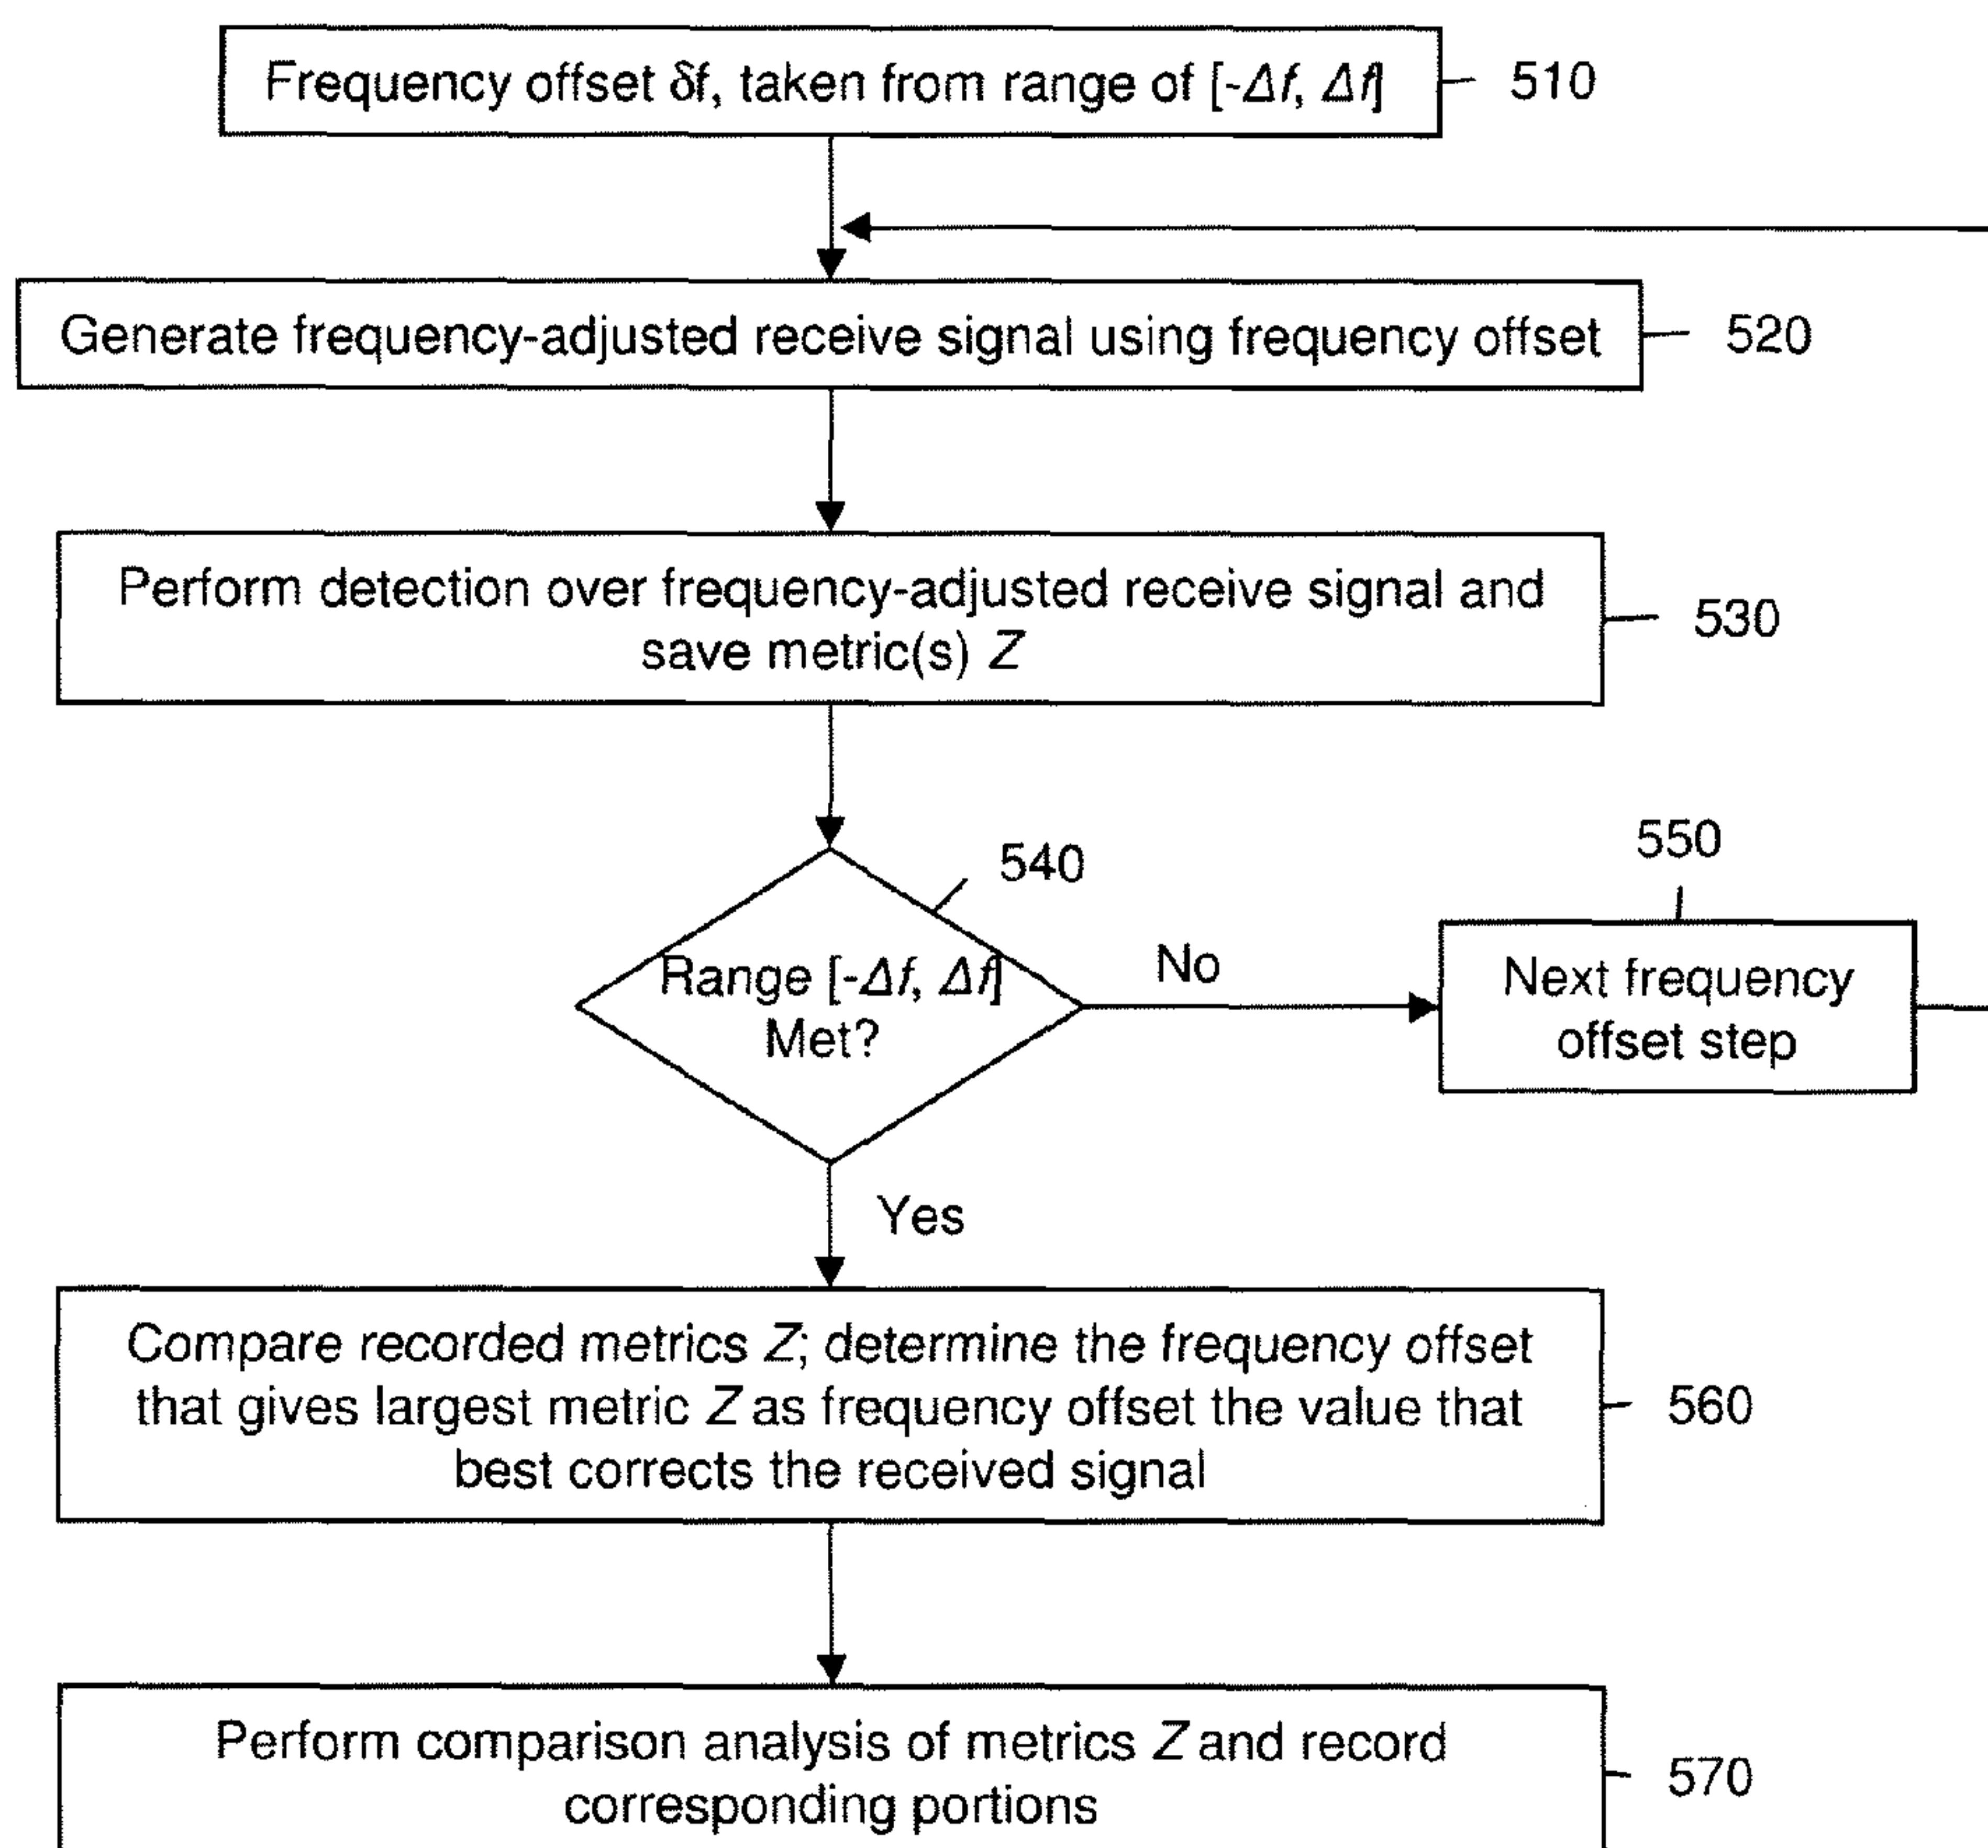 Frequency offset δf, taken from range of [-Δf, Δf]
510
Generate frequency-adjusted receive signal using frequency offset
520
Perform detection over frequency-adjusted receive signal and
save metric(s) Z
530
540
Range [-Δf, Δf]
Met?
No
550
Next frequency
offset step
Yes
Compare recorded metrics Z; determine the frequency offset
that gives largest metric Z as frequency offset the value that
best corrects the received signal
560
Perform comparison analysis of metrics Z and record
corresponding portions
570